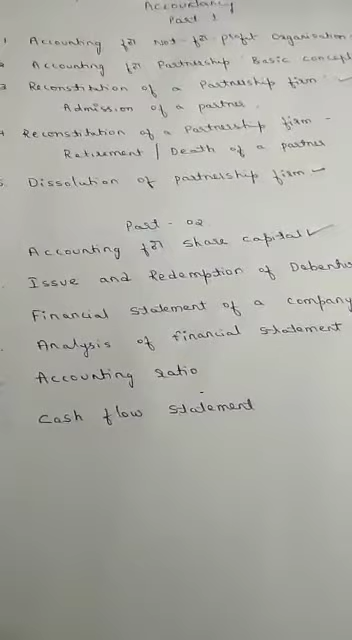 Accountancy
Part 1
1 Accounting for Not for Profit Organisation
2 Accounting for Partnership Basic concept
3 Reconstitution of a Partnership firm
Admission of a partner.
4 Reconstitation of a Partnership firm -
Retirement / Death of a partner
5. Dissolution of partnership firm -
Part - 02
Accounting for share capital
Issue and Redemption of Debentures
Financial statement of a company
Analysis of financial statement
Accounting ratio
Cash flow statement